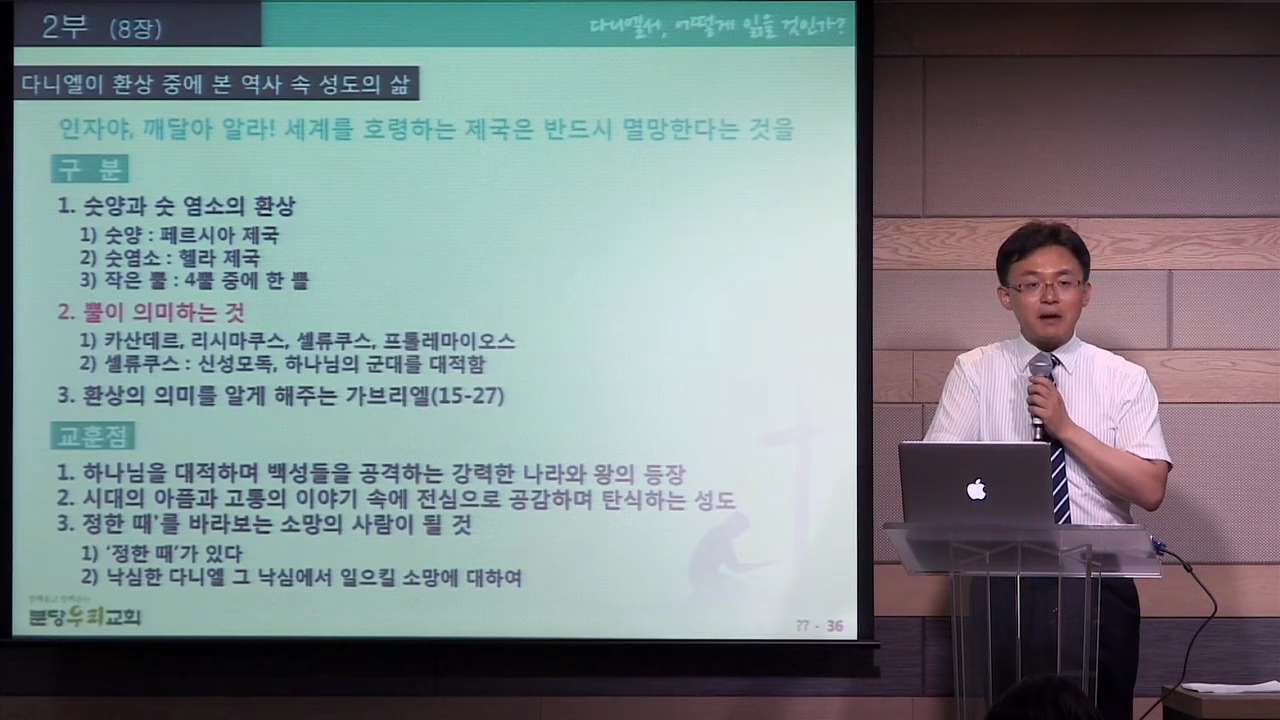 2부 (8장)
다니엘서, 어떻게 읽을 것인가?
다니엘이 환상 중에 본 역사 속 성도의 삶
인자야, 깨달아 알라! 세계를 호령하는 제국은 반드시 멸망한다는 것을
구 분
1. 숫양과 숫 염소의 환상
1) 숫양 : 페르시아 제국
2) 숫염소 : 헬라 제국
3) 작은 뿔 : 4뿔 중에 한 뿔
2. 뿔이 의미하는 것
1) 카산데르, 리시마쿠스, 셀류쿠스, 프톨레마이오스
2) 셀류쿠스 : 신성모독, 하나님의 군대를 대적함
3. 환상의 의미를 알게 해주는 가브리엘(15-27)
교훈점
1. 하나님을 대적하며 백성들을 공격하는 강력한 나라와 왕의 등장
2. 시대의 아픔과 고통의 이야기 속에 전심으로 공감하며 탄식하는 성도
3. 정한 때'를 바라보는 소망의 사람이 될 것
1) '정한 때'가 있다
2) 낙심한 다니엘 그 낙심에서 일으킬 소망에 대하여
분당우리교회
?? - 36